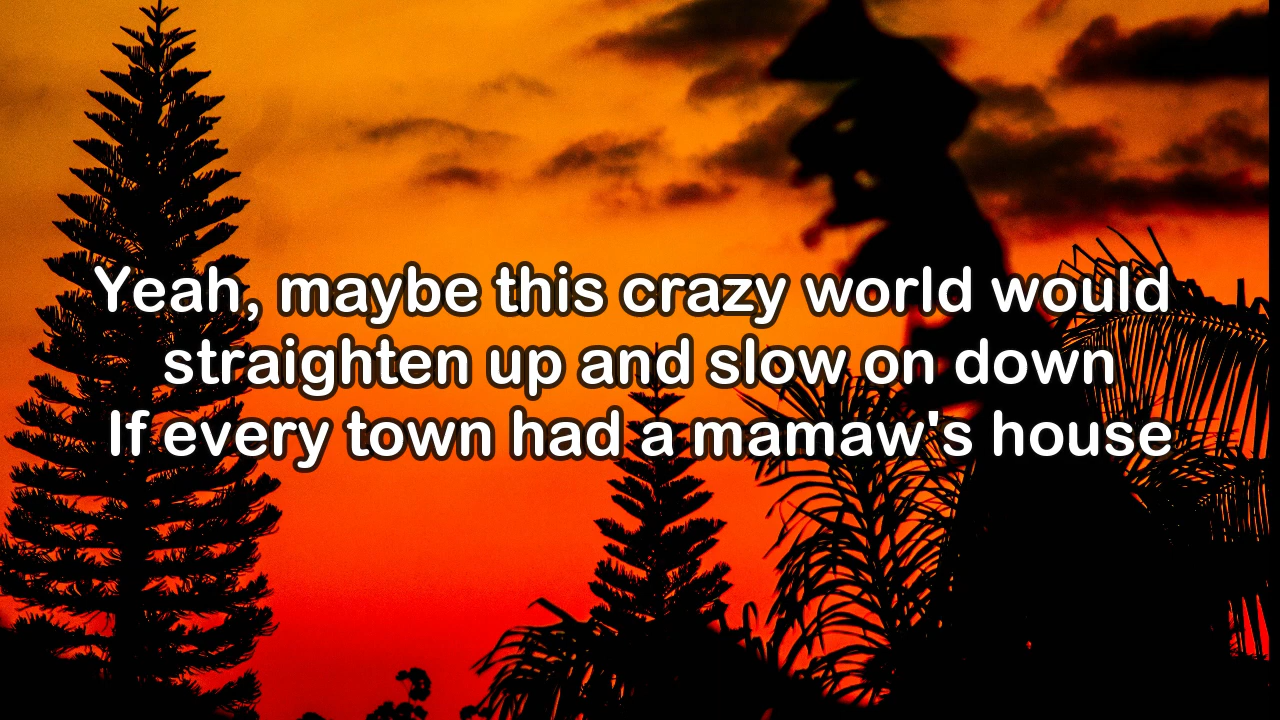 Yeah, maybe this crazy world would
straighten up and slow on down
If every town had a mamaw's house